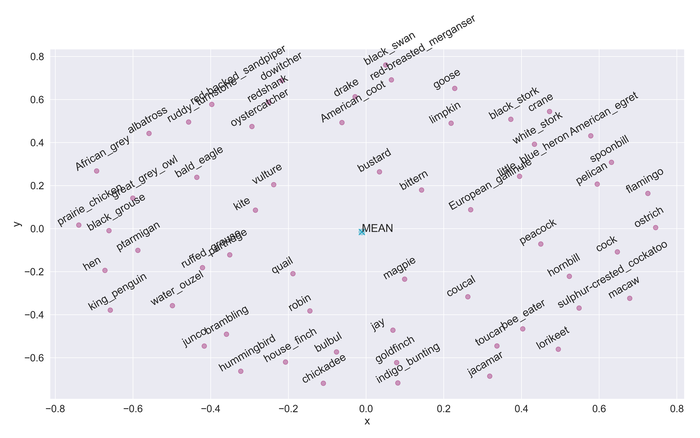 black_swan
red-breasted_merganser
0.8
red-backed_sandpiper
dowitcher
goose
drake
redshank
ruddy_turnstone
0.6
albatross
oystercatcher
American_coot
limpkin
black_stork
crane
white_stork
American_egret
0.4
African_grey
great_grey_owl
bald_eagle
vulture
bustard
little_blue_heron
spoonbill
pelican
flamingo
0.2
prairie_chicken
black_grouse
kite
bittern
European_gallinule
ostrich
y
0.0
MEAN
ptarmigan
peacock
cock
hen
ruffed_grouse
partridge
−0.2
king_penguin
water_ouzel
quail
magpie
coucal
hornbill
sulphur-crested_cockatoo
macaw
−0.4
junco
brambling
robin
jay
toucan
bee_eater
lorikeet
−0.6
hummingbird
house_finch
bulbul
goldfinch
chickadee
indigo_bunting
jacamar
−0.8 −0.6 −0.4 −0.2 0.0 0.2 0.4 0.6 0.8
x